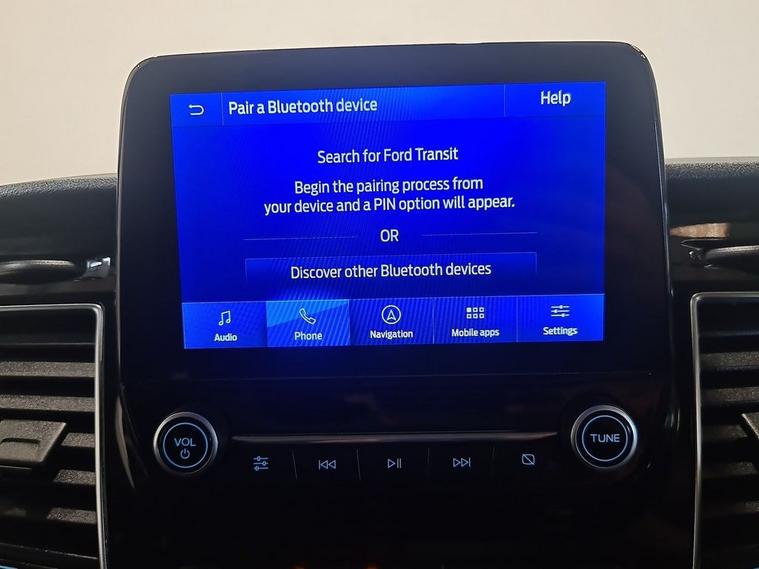 Pair a Bluetooth device
Help
Search for Ford Transit
Begin the pairing process from
your device and a PIN option will appear.
OR
Discover other Bluetooth devices
Audio
Phone
Navigation
Mobile apps
Settings
VOL
TUNE